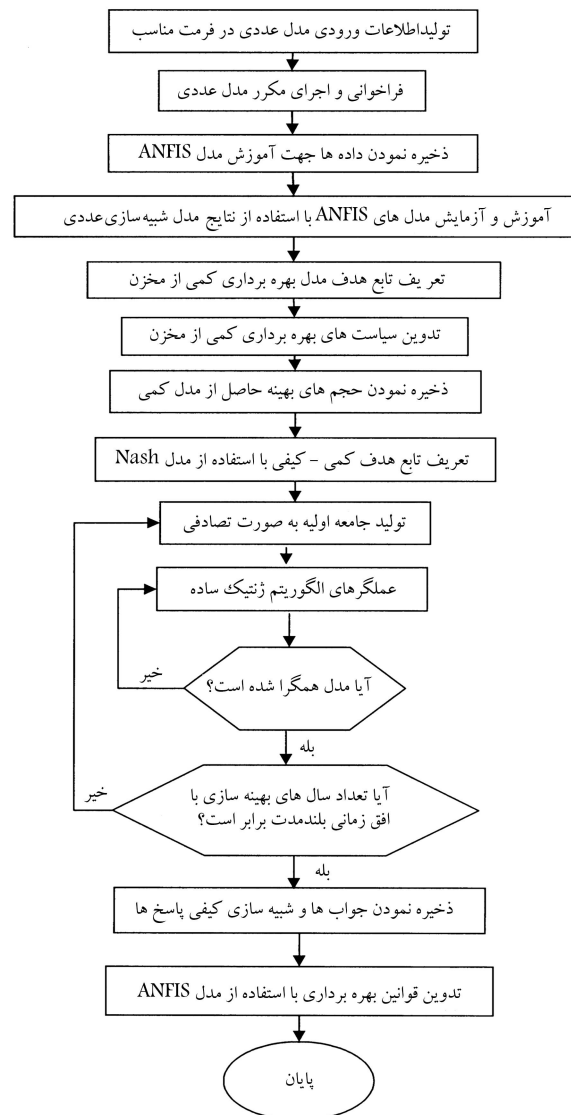 تولیداطلاعات ورودی مدل عددی در فرمت مناسب
فراخوانی و اجرای مکرر مدل عددی
ذخیره نمودن داده ها جهت آموزش مدل ANFIS
آموزش و آزمایش مدل های ANFIS با استفاده از نتایج مدل شبیه سازی عددی
تعریف تابع هدف مدل بهره برداری کمی از مخزن
تدوین سیاست های بهره برداری کمی از مخزن
ذخیره نمودن حجم های بهینه حاصل از مدل کمی
تعریف تابع هدف کمی – کیفی با استفاده از مدل Nash
تولید جامعه اولیه به صورت تصادفی
عملگرهای الگوریتم ژنتیک ساده
خیر
آیا مدل همگرا شده است؟
بله
خیر
آیا تعداد سال های بهینه سازی با
افق زمانی بلندمدت برابر است؟
بله
ذخیره نمودن جواب ها و شبیه سازی کیفی پاسخ ها
تدوین قوانین بهره برداری با استفاده از مدل ANFIS
پایان